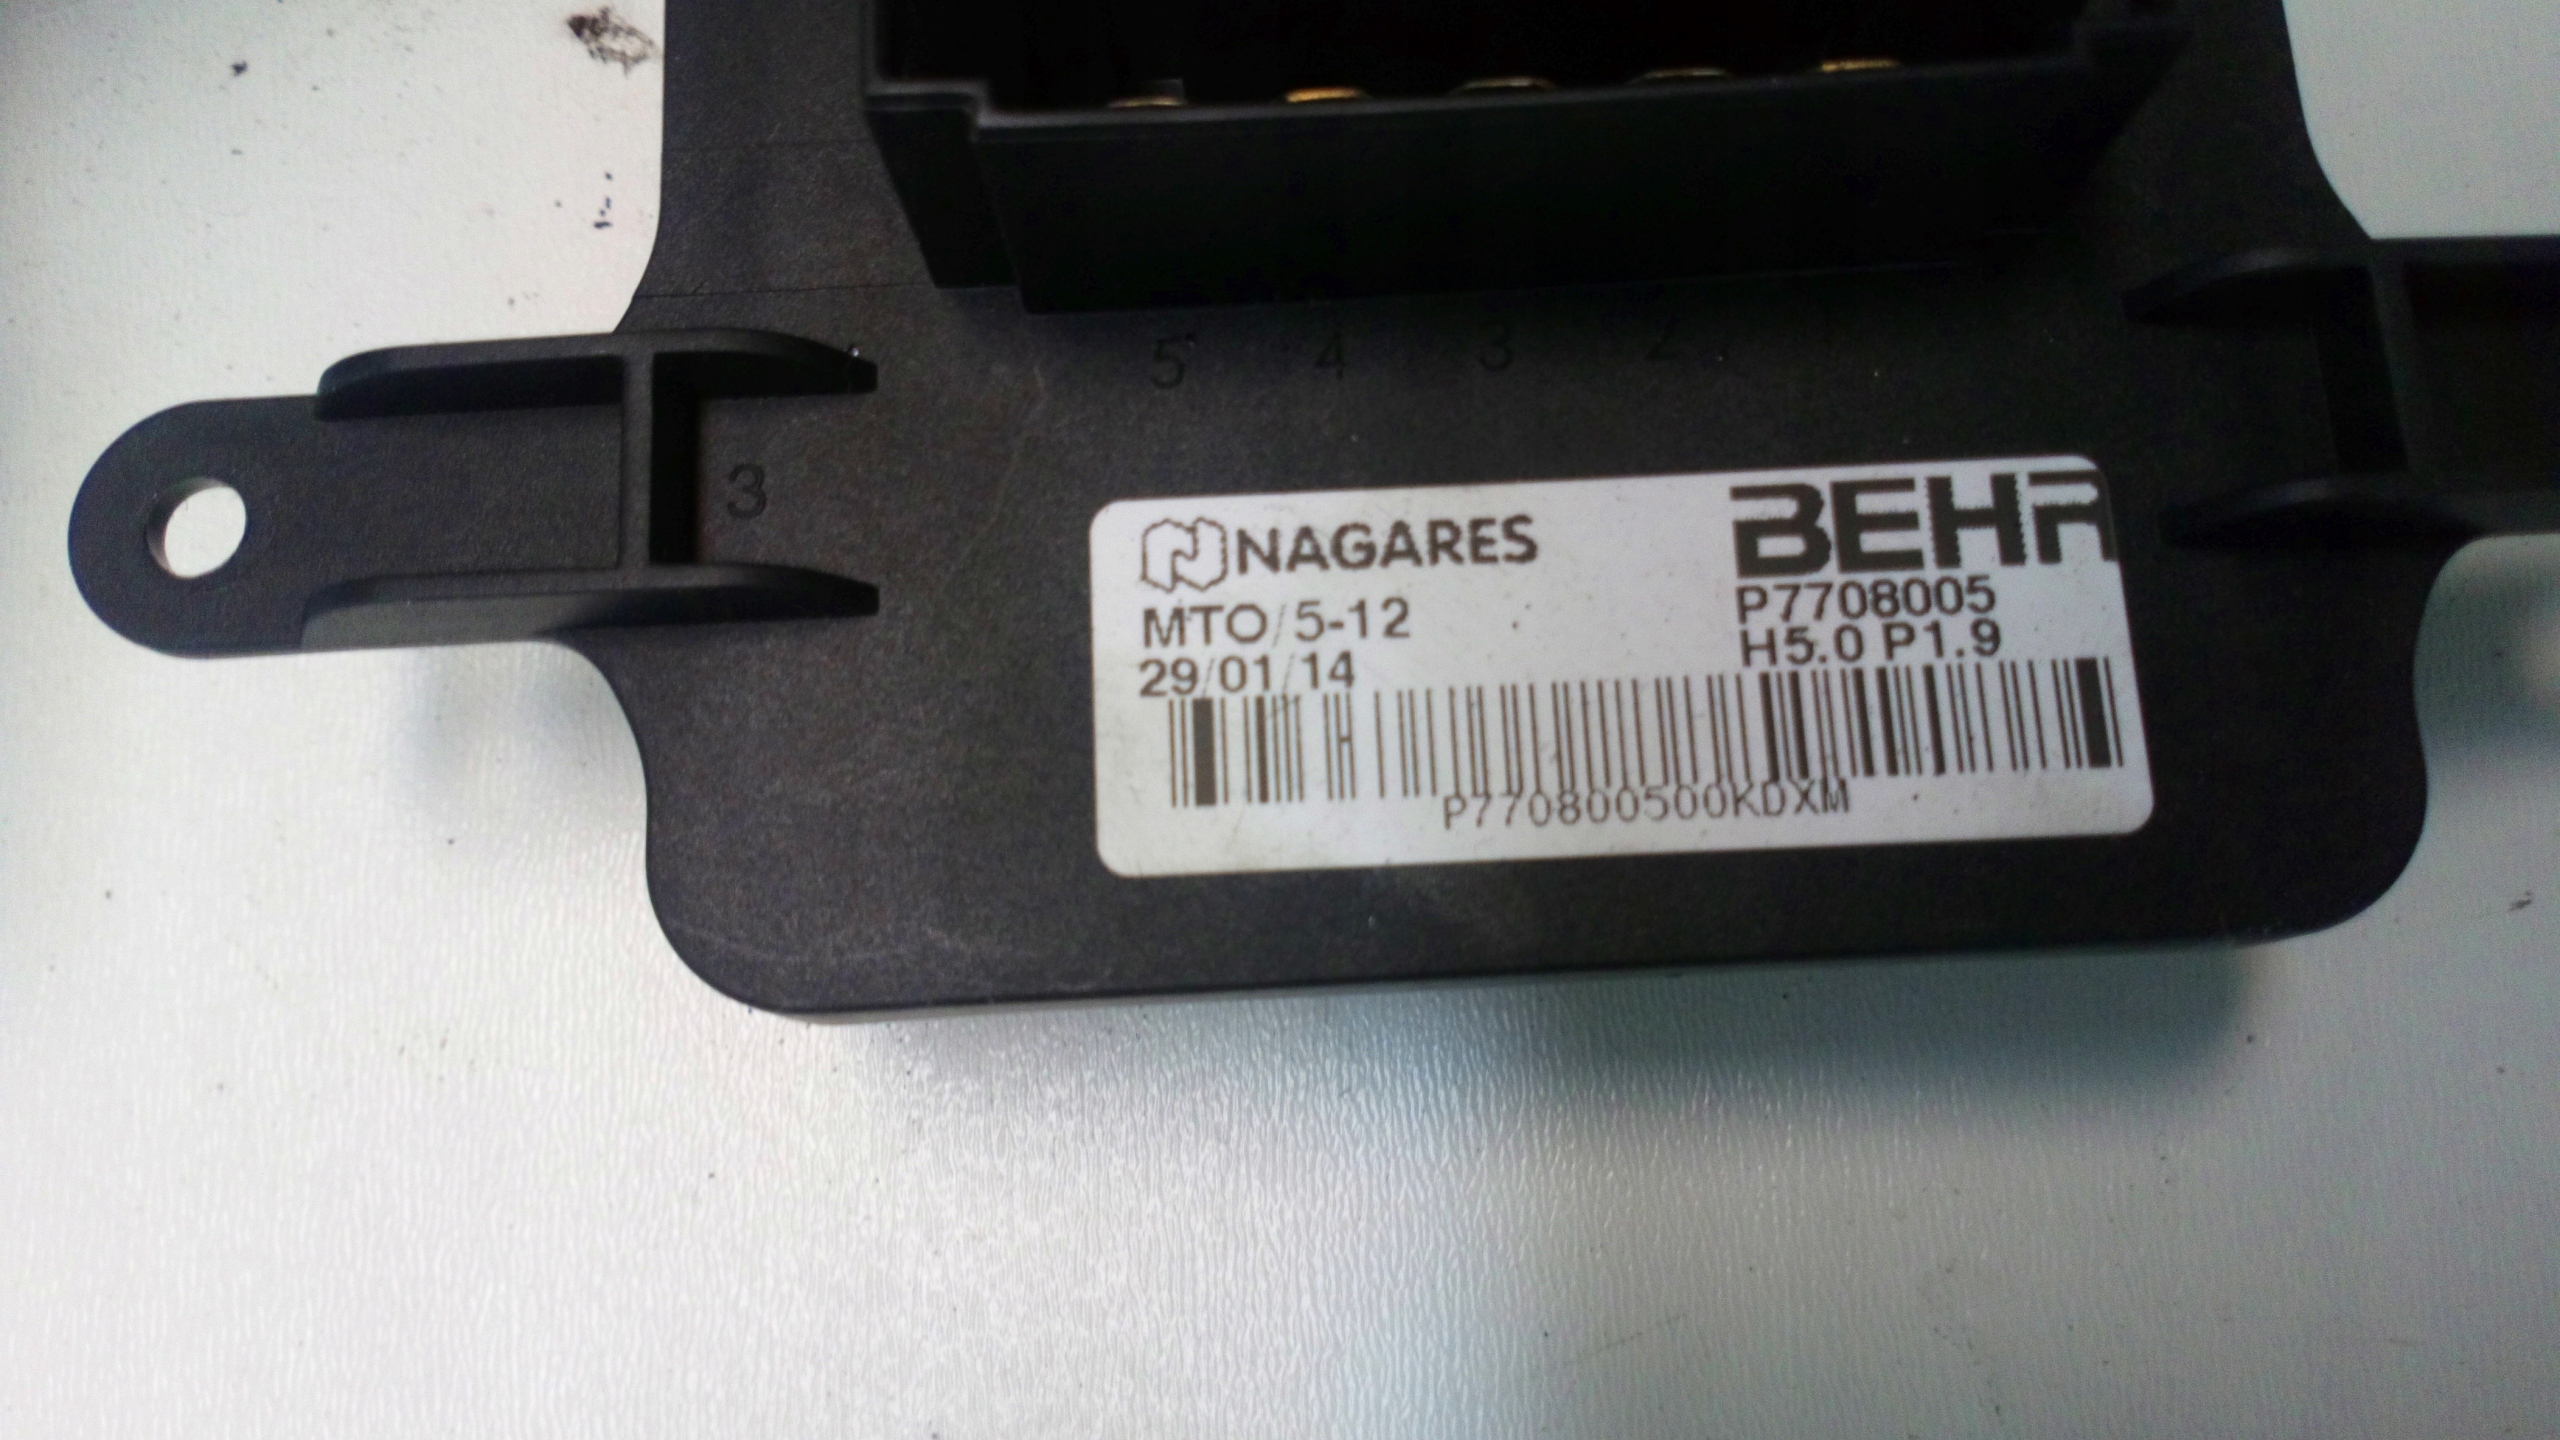 5 4 3 2 1
3
NAGARES
BEHR
MTO/5-12
P7708005
29/01/14
H5.0 P1.9
P770800500KDXM